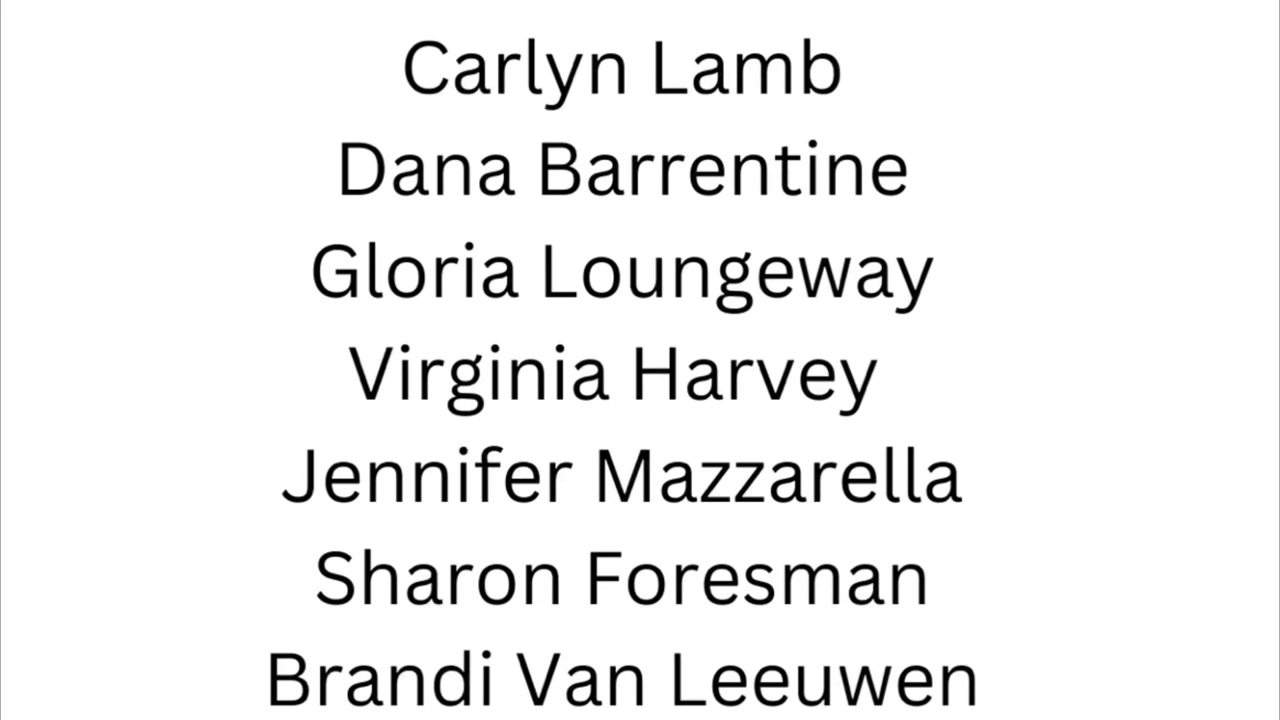 Carlyn Lamb
Dana Barrentine
Gloria Loungeway
Virginia Harvey
Jennifer Mazzarella
Sharon Foresman
Brandi Van Leeuwen